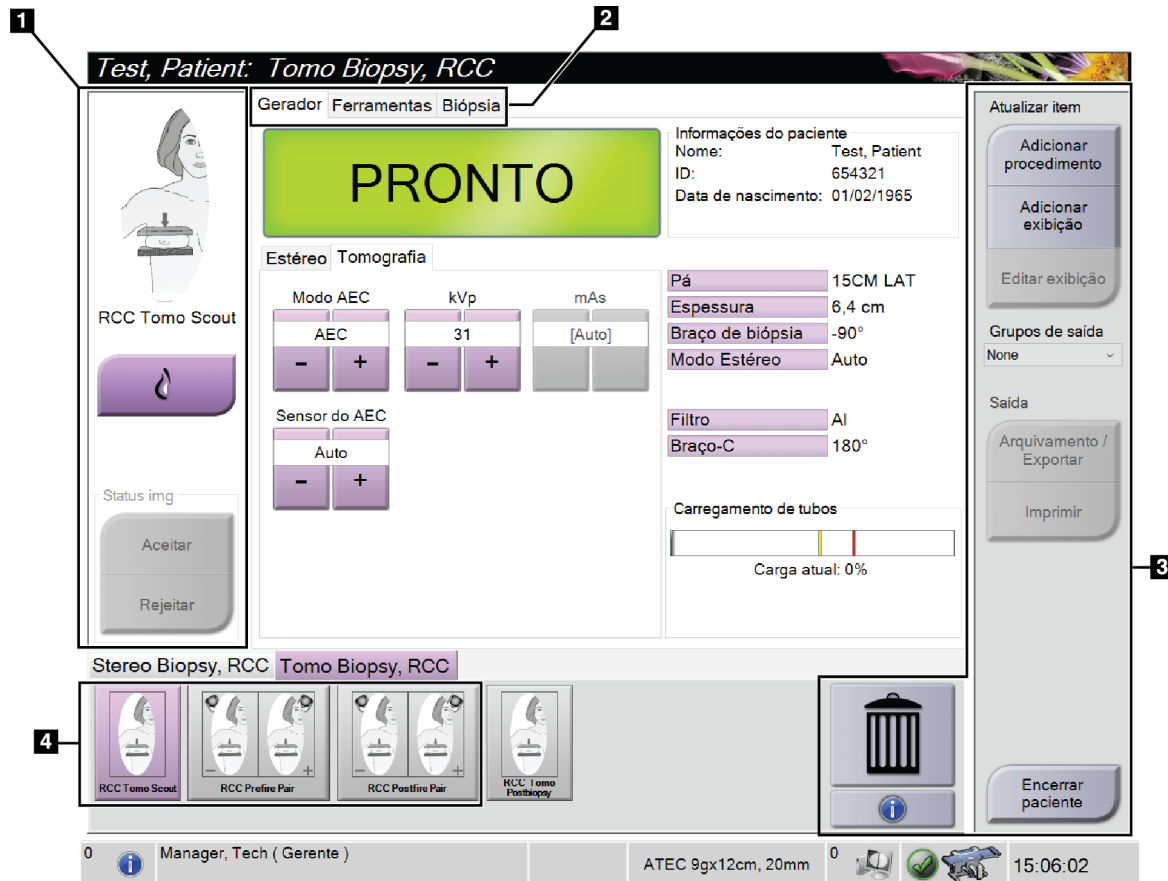 1
2
Test, Patient: Tomo Biopsy, RCC
Gerador Ferramentas Biópsia
PRONTO
Informações do paciente
Nome: Test, Patient
ID: 654321
Data de nascimento: 01/02/1965
RCC Tomo Scout
Status img
Aceitar
Rejeitar
Estéreo Tomografia
Modo AEC kVp mAs
AEC 31 [Auto]
- + - +
Sensor do AEC
Auto
- +
Pá 15CM LAT
Espessura 6,4 cm
Braço de biópsia -90°
Modo Estéreo Auto
Filtro Al
Braço-C 180°
Carregamento de tubos
Carga atual: 0%
Atualizar item
Adicionar
procedimento
Adicionar
exibição
Editar exibição
Grupos de saída
None
Saída
Arquivamento /
Exportar
Imprimir
3
Stereo Biopsy, RCC Tomo Biopsy, RCC
4
- + - +
RCC Tomo Scout RCC Prefire Pair RCC Postfire Pair RCC Tomo
Postbiopsy
Encerrar
paciente
0 Manager, Tech ( Gerente ) ATEC 9gx12cm, 20mm 0 15:06:02